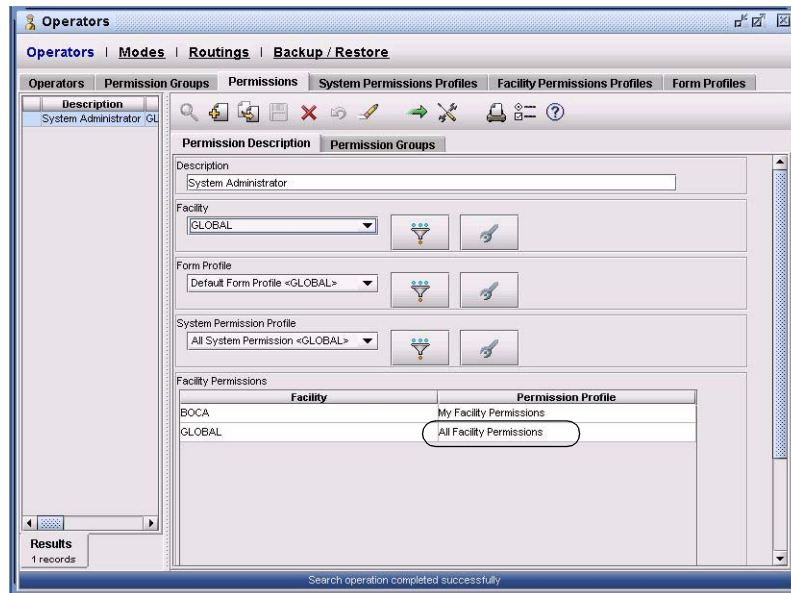 Operators
Operators | Modes | Routings | Backup / Restore
Operators Permission Groups Permissions System Permissions Profiles Facility Permissions Profiles Form Profiles
Description
System Administrator GL
Permission Description Permission Groups
Description
System Administrator
Facility
GLOBAL
Form Profile
Default Form Profile <GLOBAL>
System Permission Profile
All System Permission <GLOBAL>
Facility Permissions
Facility Permission Profile
BOCA My Facility Permissions
GLOBAL All Facility Permissions
Results
1 records
Search operation completed successfully